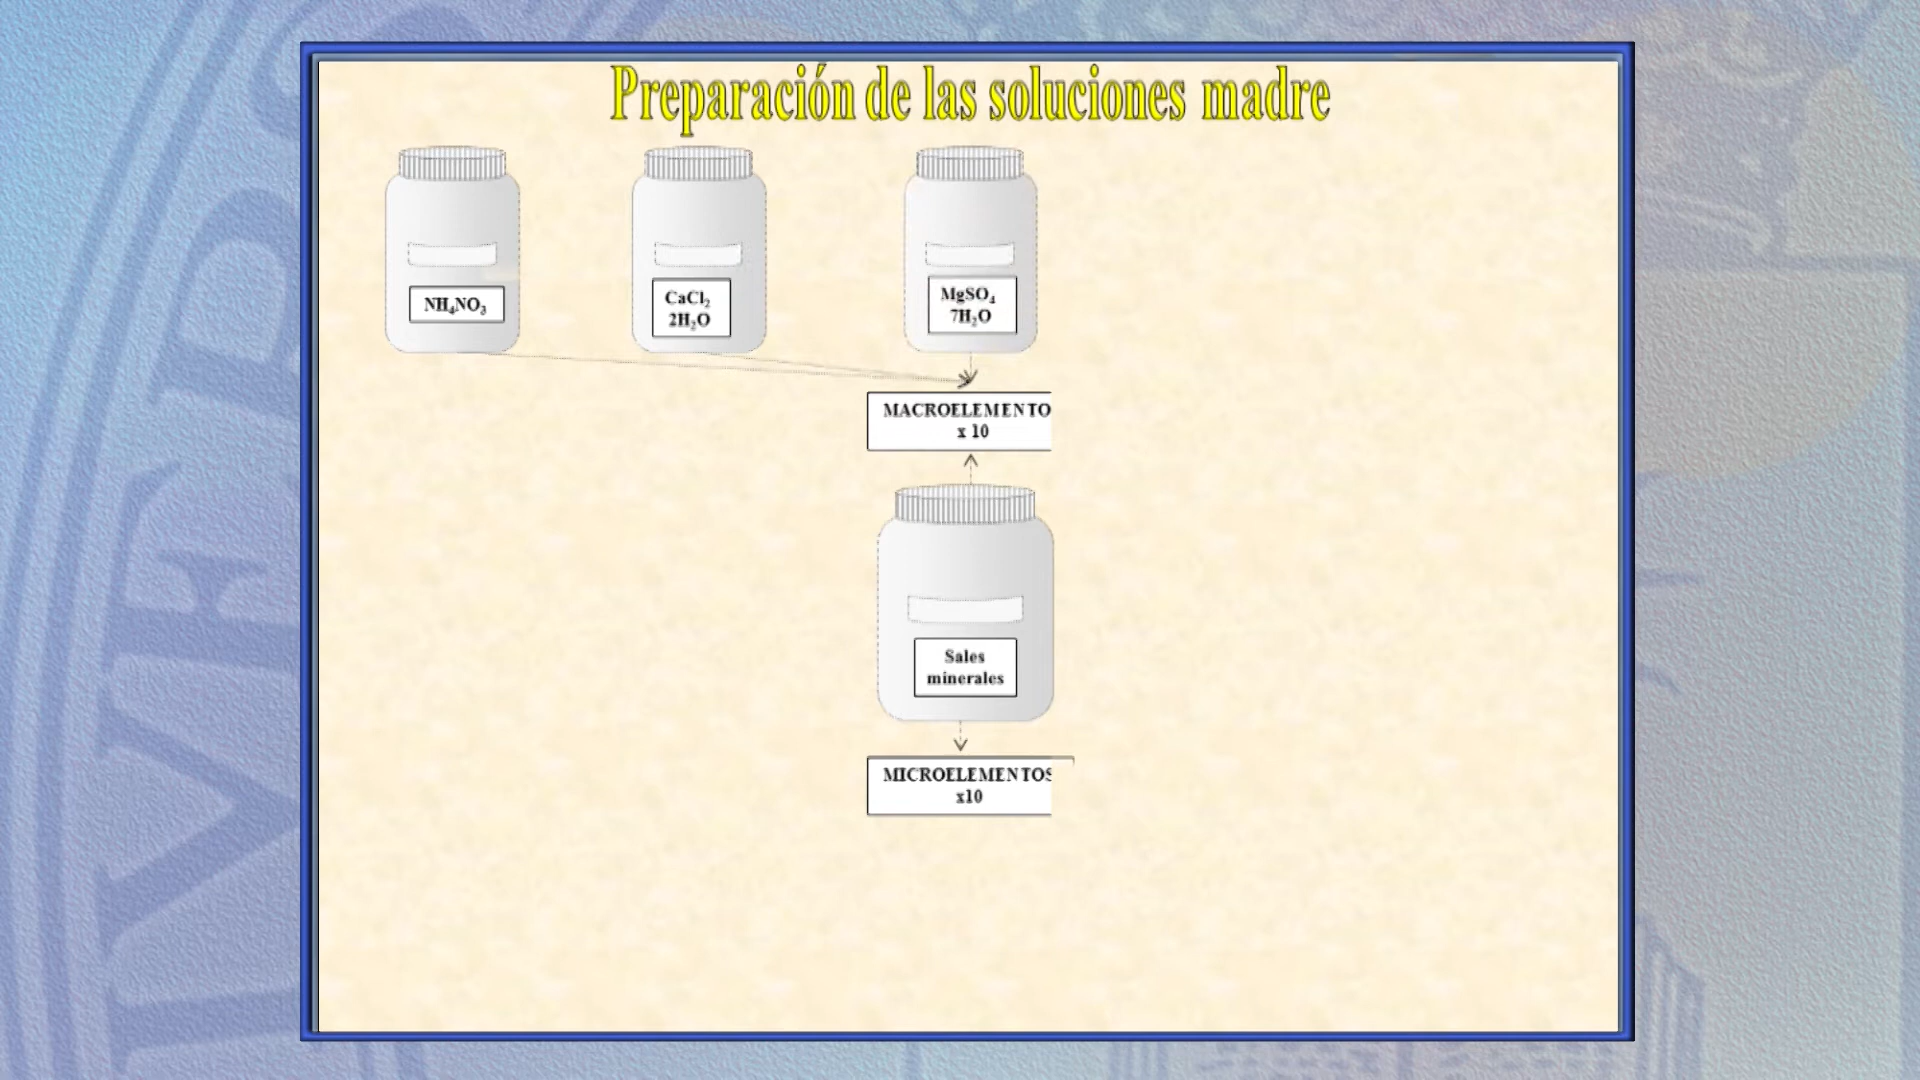 Preparación de las soluciones madre
NH₄NO₃
CaCl₂
2H₂O
MgSO₄
7H₂O
MACROELEMENTO
x 10
Sales
minerales
MICROELEMENTOS
x10